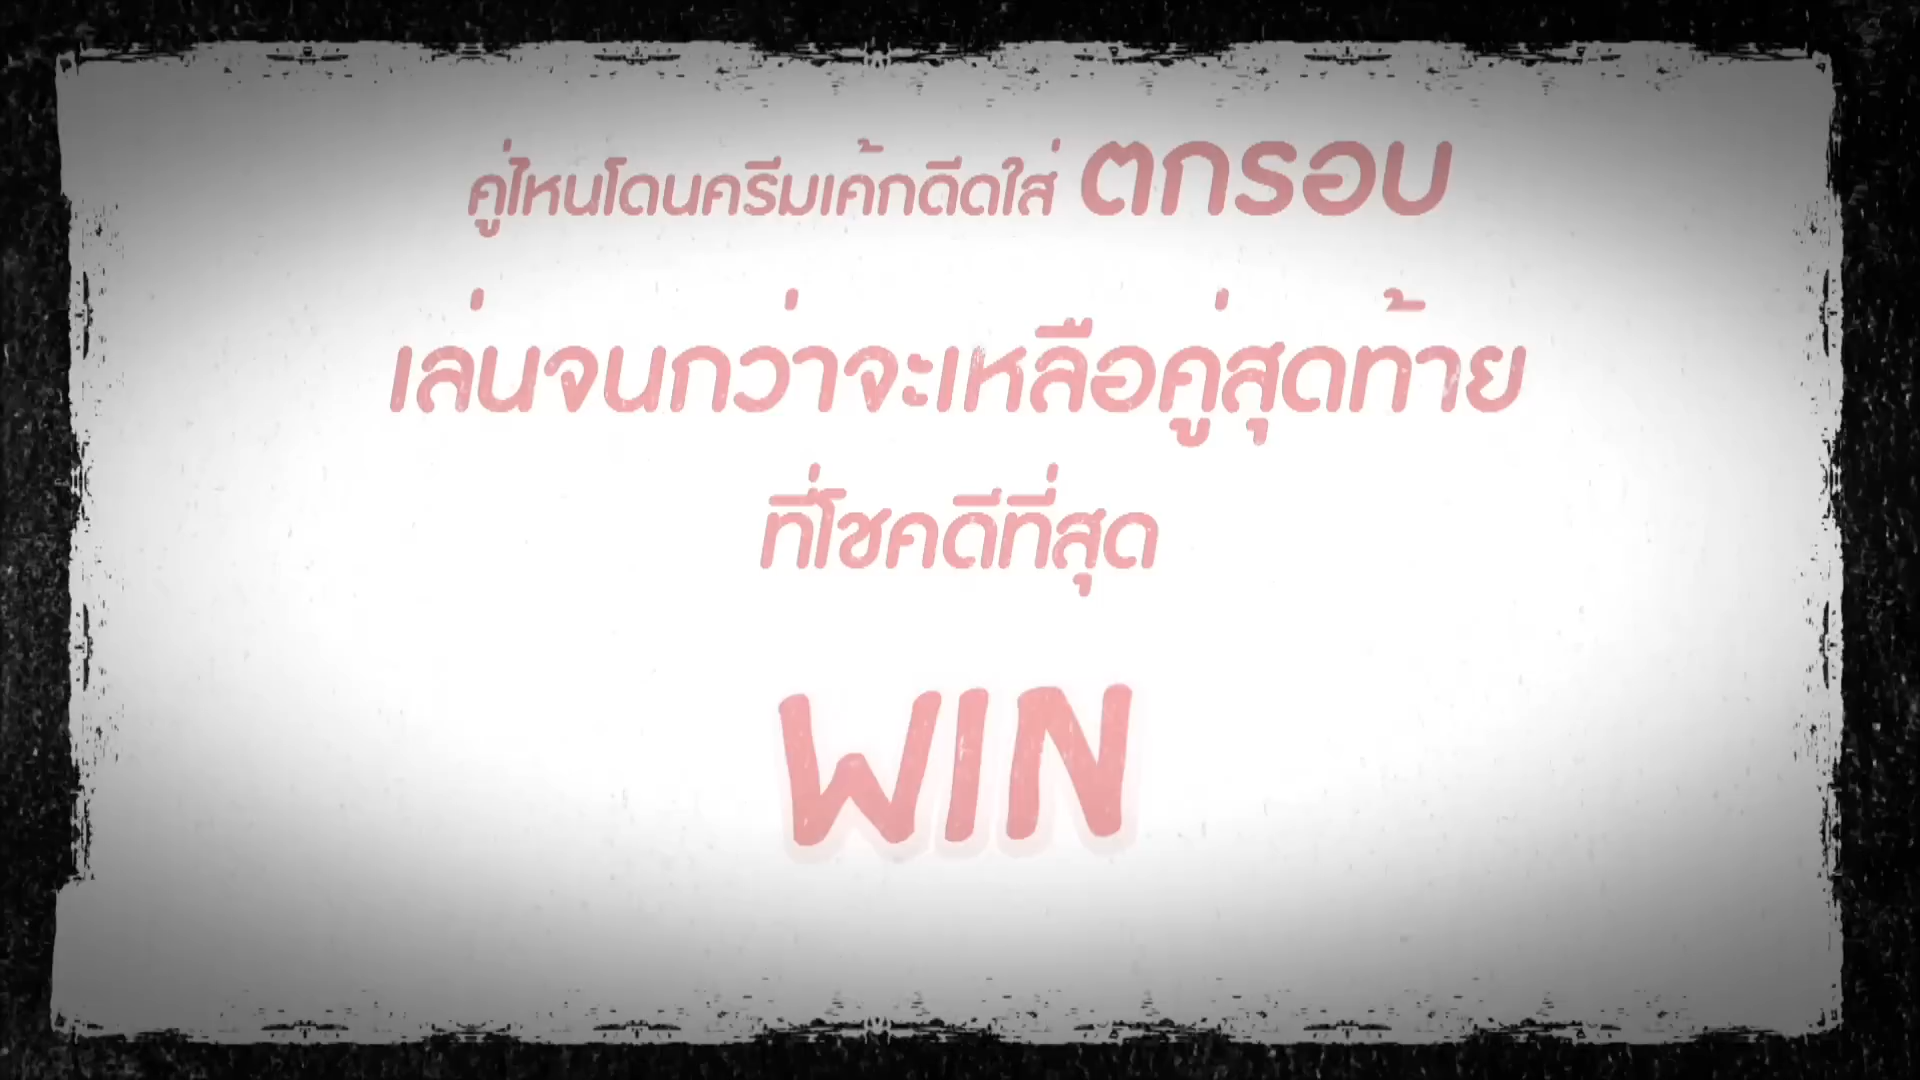 คู่ไหนโดนครีมเค้กดีดใส่ ตกรอบ
เล่นจนกว่าจะเหลือคู่สุดท้าย
ที่โชคดีที่สุด
WIN